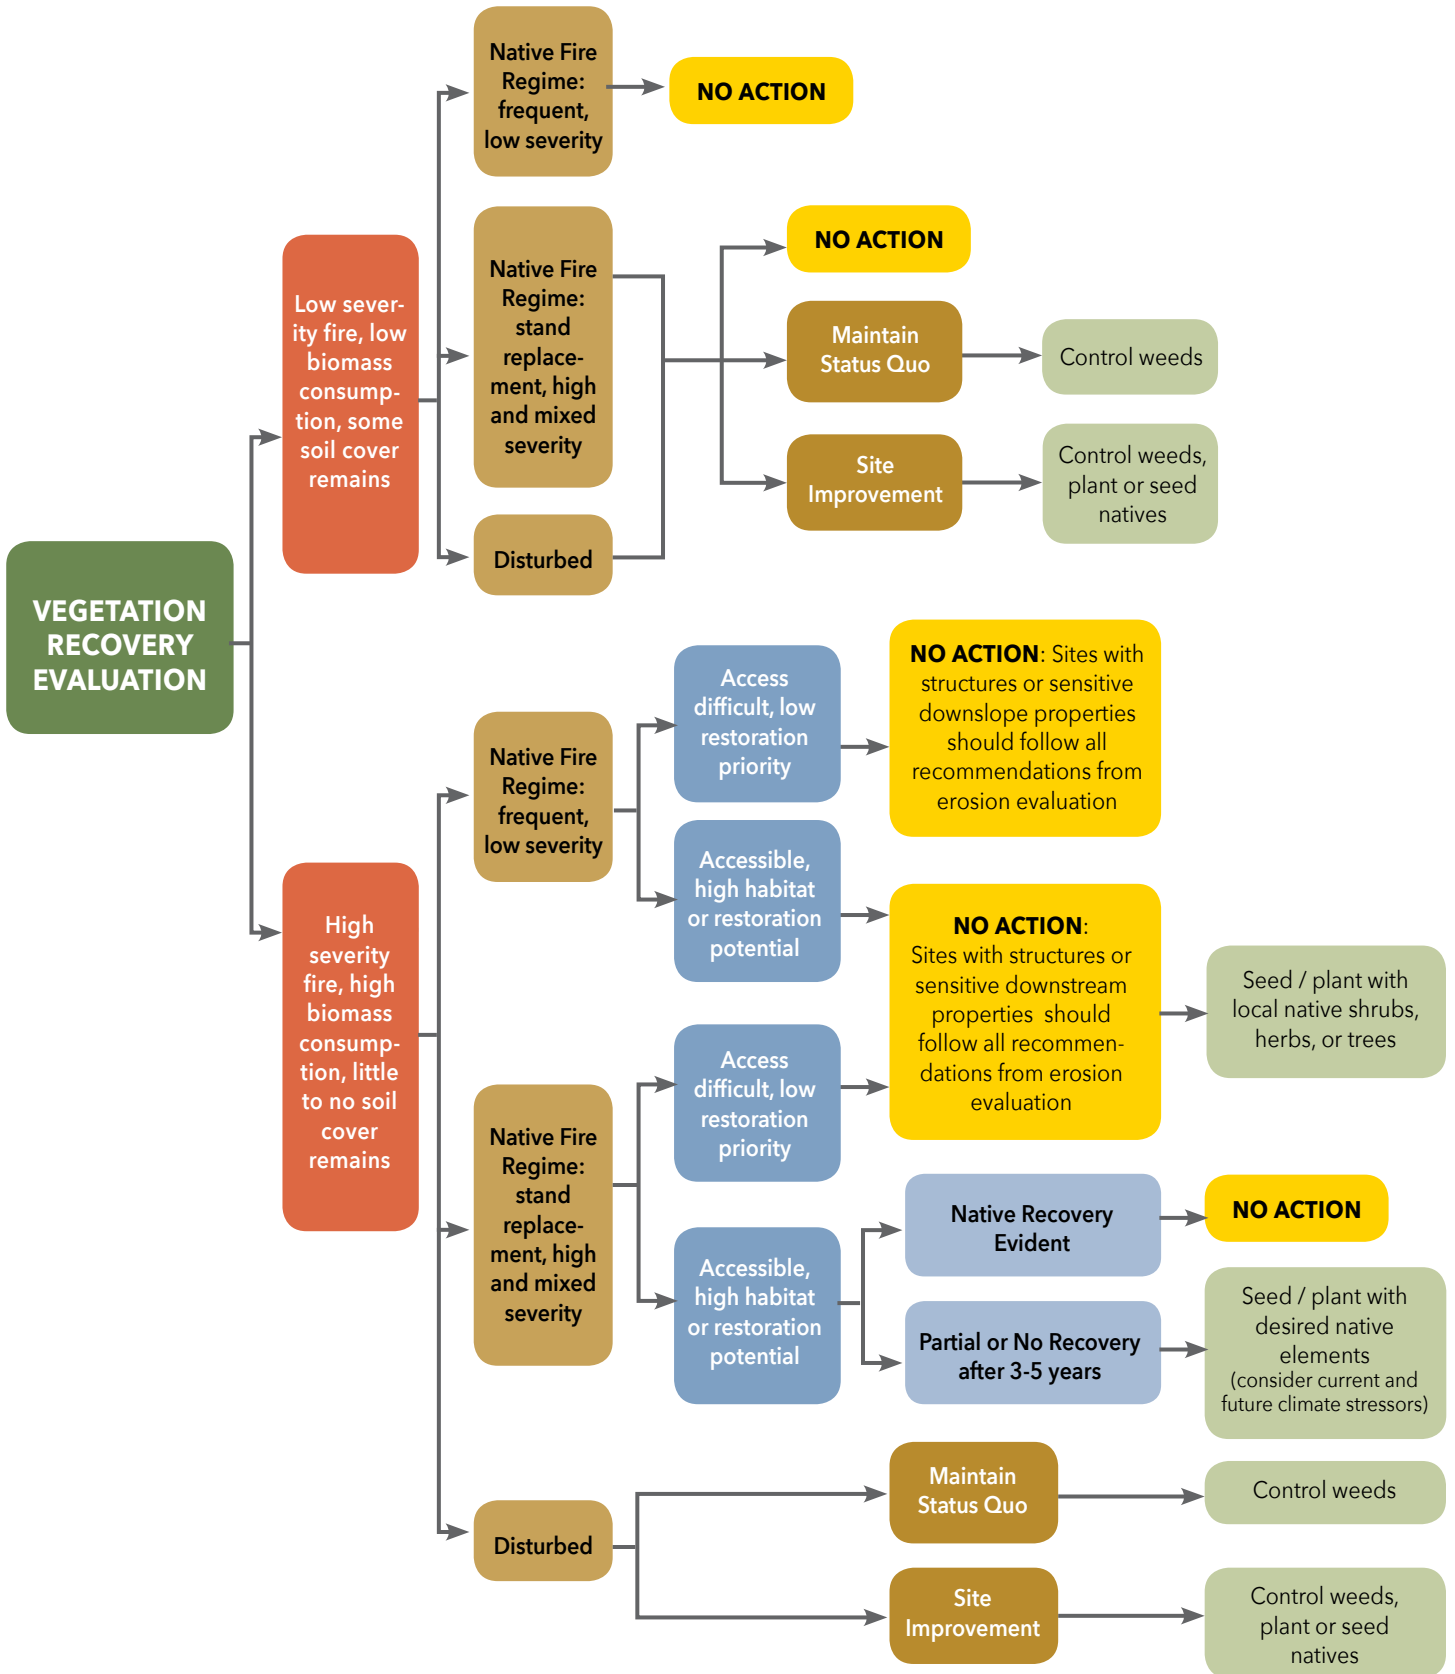 VEGETATION
RECOVERY
EVALUATION
Low sever-
ity fire, low
biomass
consump-
tion, some
soil cover
remains
Native Fire
Regime:
frequent,
low severity
NO ACTION
Native Fire
Regime:
stand
replace-
ment, high
and mixed
severity
Disturbed
NO ACTION
Maintain
Status Quo
Control weeds
Site
Improvement
Control weeds,
plant or seed
natives
High
severity
fire, high
biomass
consump-
tion, little
to no soil
cover
remains
Native Fire
Regime:
frequent,
low severity
Access
difficult, low
restoration
priority
NO ACTION: Sites with
structures or sensitive
downslope properties
should follow all
recommendations from
erosion evaluation
Accessible,
high habitat
or restoration
potential
NO ACTION:
Sites with structures or
sensitive downstream
properties should
follow all recommen-
dations from erosion
evaluation
Seed / plant with
local native shrubs,
herbs, or trees
Native Fire
Regime:
stand
replace-
ment, high
and mixed
severity
Access
difficult, low
restoration
priority
Accessible,
high habitat
or restoration
potential
Native Recovery
Evident
NO ACTION
Partial or No Recovery
after 3-5 years
Seed / plant with
desired native
elements
(consider current and
future climate stressors)
Disturbed
Maintain
Status Quo
Control weeds
Site
Improvement
Control weeds,
plant or seed
natives